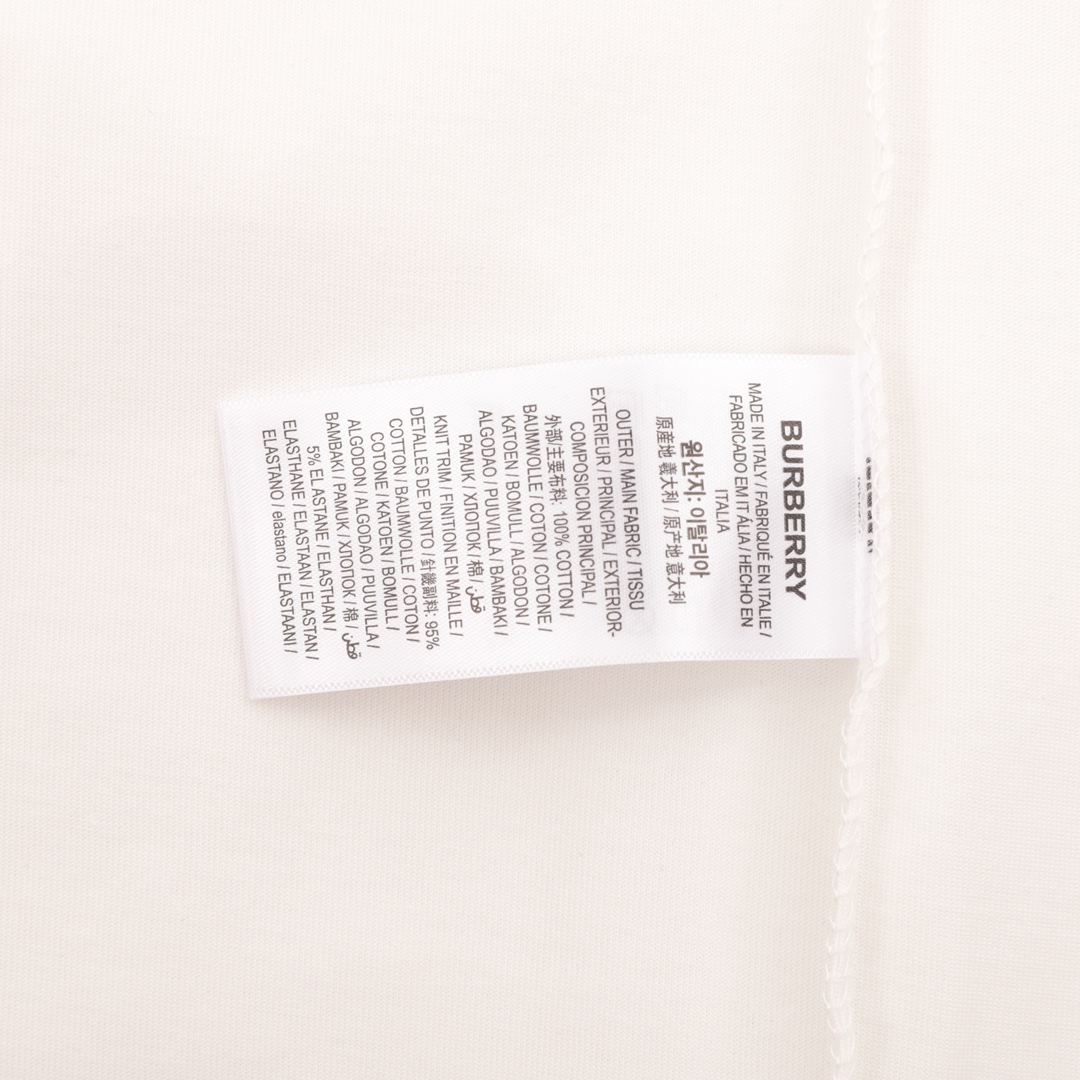 BURBERRY
MADE IN ITALY / FABRIQUÉ EN ITALIE /
FABRICADO EM ITÁLIA / HECHO EN
ITALIA
원산지: 이탈리아
原産地 義大利 / 原产地 意大利
OUTER / MAIN FABRIC / TISSU
EXTERIEUR / PRINCIPAL / EXTERIOR-
COMPOSICION PRINCIPAL /
外部/主要布料: 100% COTTON /
BAUMWOLLE / COTON / COTONE /
KATOEN / BOMULL / ALGODON /
ALGODAO / PUUVILLA / BAMBAKI /
PAMUK / ХЛОПОК / 棉 / قطن
KNIT TRIM / FINITION EN MAILLE /
DETALLES DE PUNTO / 針織副料: 95%
COTTON / BAUMWOLLE / COTON /
COTONE / KATOEN / BOMULL /
ALGODON / ALGODAO / PUUVILLA /
BAMBAKI / PAMUK / ХЛОПОК / 棉 / قطن
5% ELASTANE / ELASTHAN /
ELASTHANE / ELASTAAN / ELASTAN /
ELASTANO / elastano / ELASTAANI /